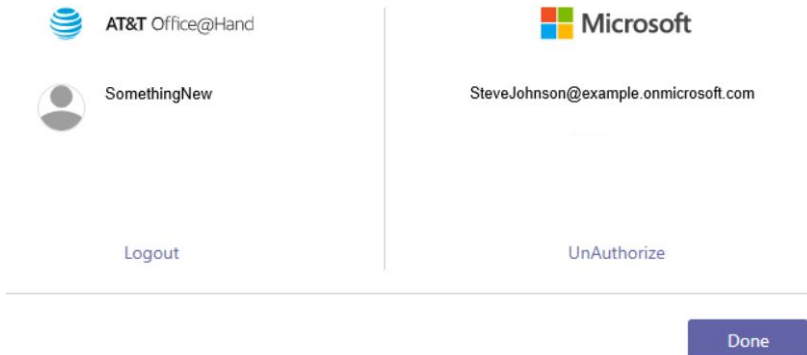 AT&T Office@Hand
SomethingNew
Logout
Microsoft
SteveJohnson@example.onmicrosoft.com
UnAuthorize
Done